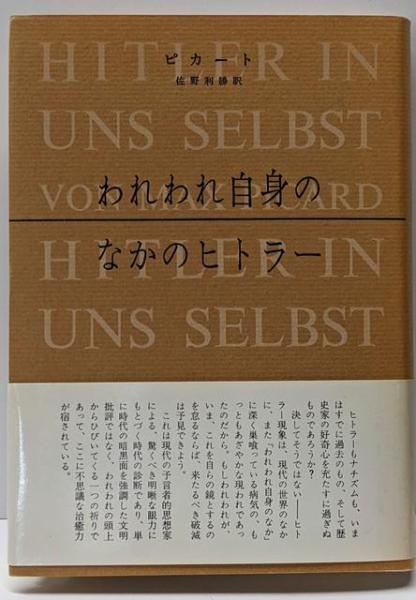 HITLER IN
ピカート
佐野利勝訳
UNS SELBST
VON MAX PICARD
われわれ自身の
なかのヒトラー
HITLER IN
UNS SELBST
ヒトラーもナチズムも、いま
はすでに過去のもの、そして歴
史家の好奇心を充たすに過ぎぬ
ものであろうか?
決してそうではない――ヒト
ラー現象は、現代の世界のなか
に、また「われわれ自身のなか」
に深く巣喰っている病気の、も
っともあざやかな現われであっ
たのだから。もしわれわれが、
いま、これを自らの鏡とするの
を怠るならば、来たるべき破滅
は予見できよう。
これは現代の予言者的思想家
による、驚くべき明晰な眼力に
もとづく時代の診断であり、単
に時代の暗黒面を強調した文明
批評ではなく、われわれの頭上
からひびいてくる一つの祈りで
あって、ここに不思議な治癒力
が宿されている。